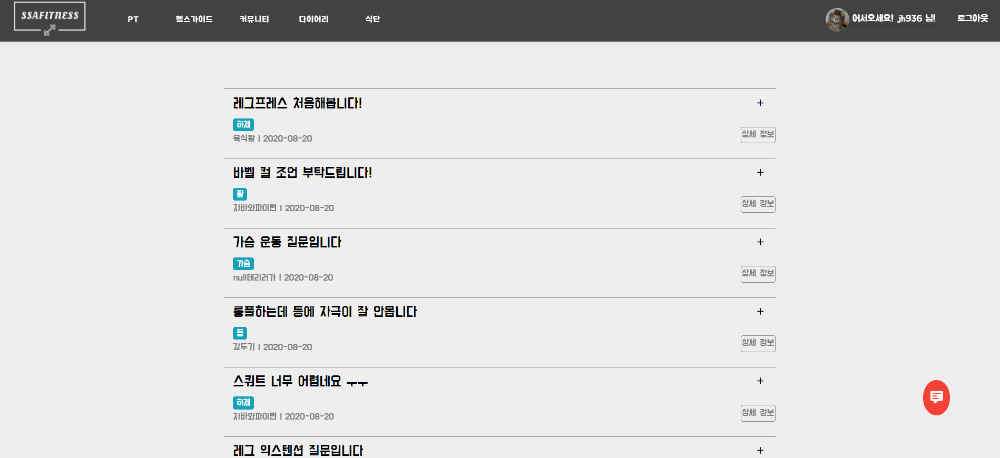 SSAFITNESS
PT 헬스가이드 커뮤니티 다이어리 식단
어서오세요! jh936 님! 로그아웃
레그프레스 처음해봅니다! +
하체
육식왕 | 2020-08-20
상세 정보
바벨 컬 조언 부탁드립니다! +
팔
자바와파이썬 | 2020-08-20
상세 정보
가슴 운동 질문입니다 +
가슴
null데리러가 | 2020-08-20
상세 정보
롱풀하는데 등에 자극이 잘 안옵니다 +
등
강두기 | 2020-08-20
상세 정보
스쿼트 너무 어렵네요 ㅜㅜ +
하체
자바와파이썬 | 2020-08-20
상세 정보
레그 익스텐션 질문입니다 +